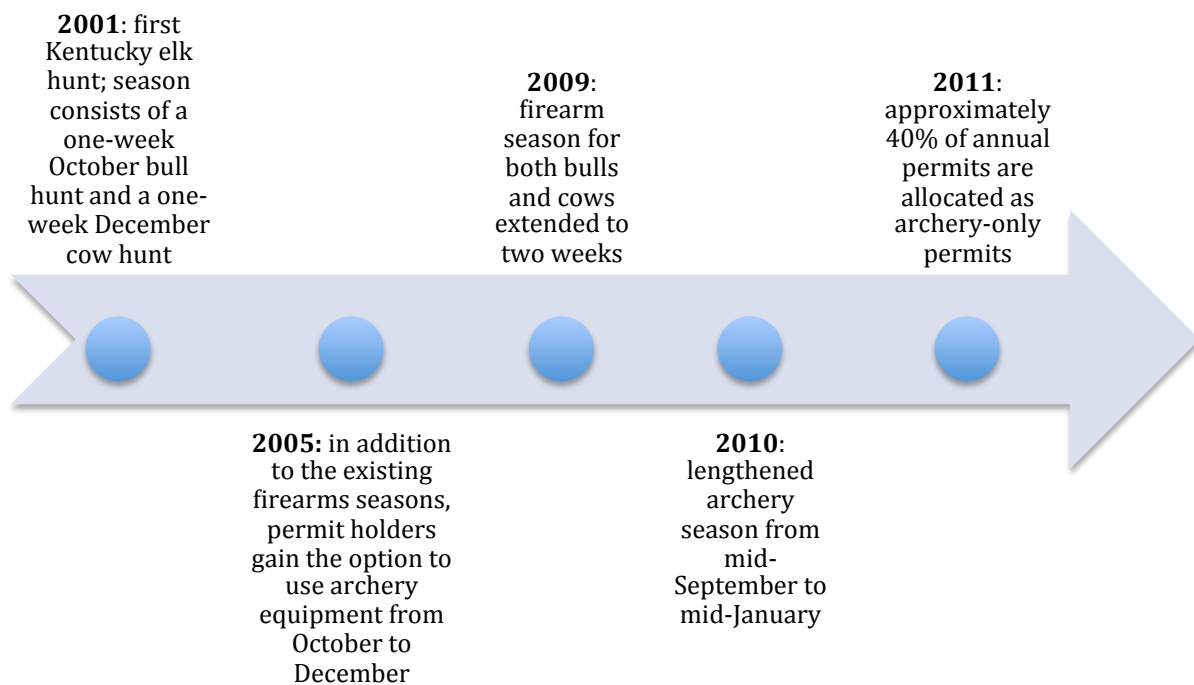 2001: first
Kentucky elk
hunt; season
consists of a
one-week
October bull
hunt and a one-
week December
cow hunt
2005: in addition
to the existing
firearms seasons,
permit holders
gain the option to
use archery
equipment from
October to
December
2009:
firearm
season for
both bulls
and cows
extended to
two weeks
2010:
lengthened
archery
season from
mid-
September to
mid-January
2011:
approximately
40% of annual
permits are
allocated as
archery-only
permits